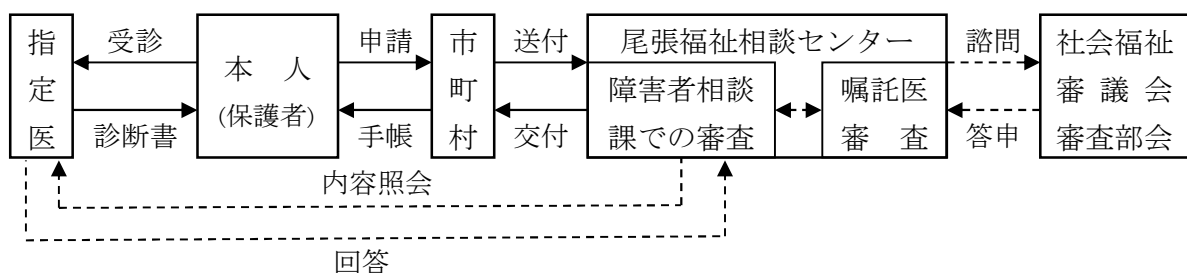 指定医
受診
診断書
本　人
(保護者)
申請
手帳
市町村
送付
交付
尾張福祉相談センター
障害者相談
課での審査
嘱託医
審　査
諮問
答申
社会福祉
審議会
審査部会
内容照会
回答